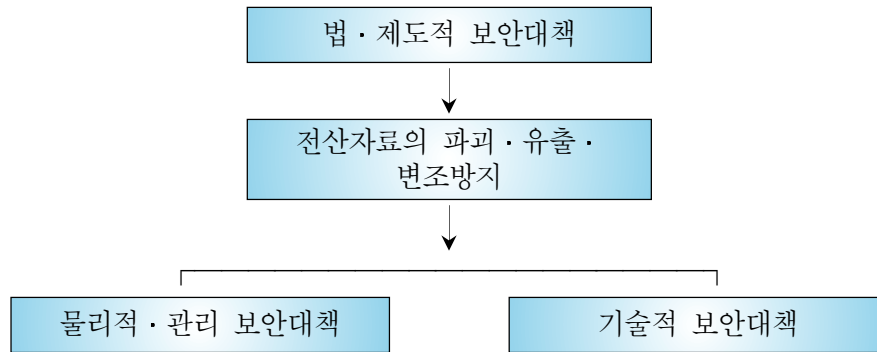 법·제도적 보안대책
전산자료의 파괴·유출·
변조방지
물리적·관리 보안대책
기술적 보안대책